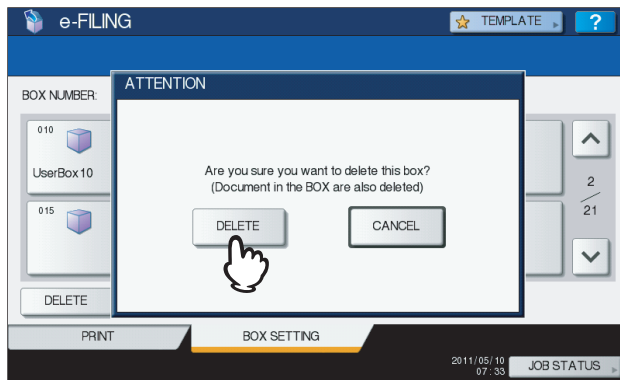 e-FILING
TEMPLATE
?
BOX NUMBER:
ATTENTION
010
UserBox10
015
Are you sure you want to delete this box?
(Document in the BOX are also deleted)
DELETE
CANCEL
2
21
DELETE
PRINT
BOX SETTING
2011/05/10
07:33
JOB STATUS